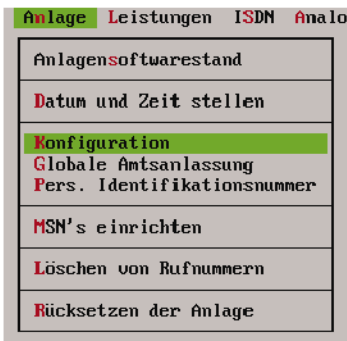 Anlage Leistungen ISDN Analo
Anlagensoftwarestand
Datum und Zeit stellen
Konfiguration
Globale Amtsanlassung
Pers. Identifikationsnummer
MSN's einrichten
Löschen von Rufnummern
Rücksetzen der Anlage